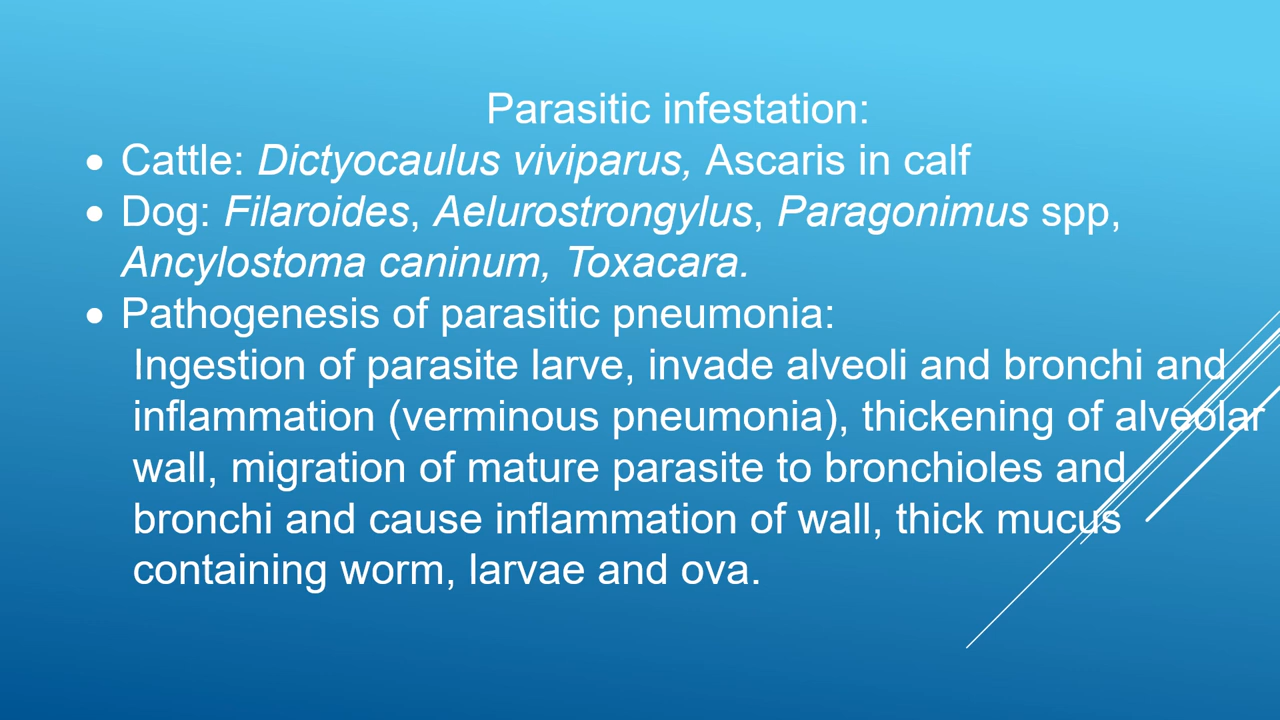 Parasitic infestation:
• Cattle: Dictyocaulus viviparus, Ascaris in calf
• Dog: Filaroides, Aelurostrongylus, Paragonimus spp,
Ancylostoma caninum, Toxacara.
• Pathogenesis of parasitic pneumonia:
Ingestion of parasite larve, invade alveoli and bronchi and
inflammation (verminous pneumonia), thickening of alveolar
wall, migration of mature parasite to bronchioles and
bronchi and cause inflammation of wall, thick mucus
containing worm, larvae and ova.